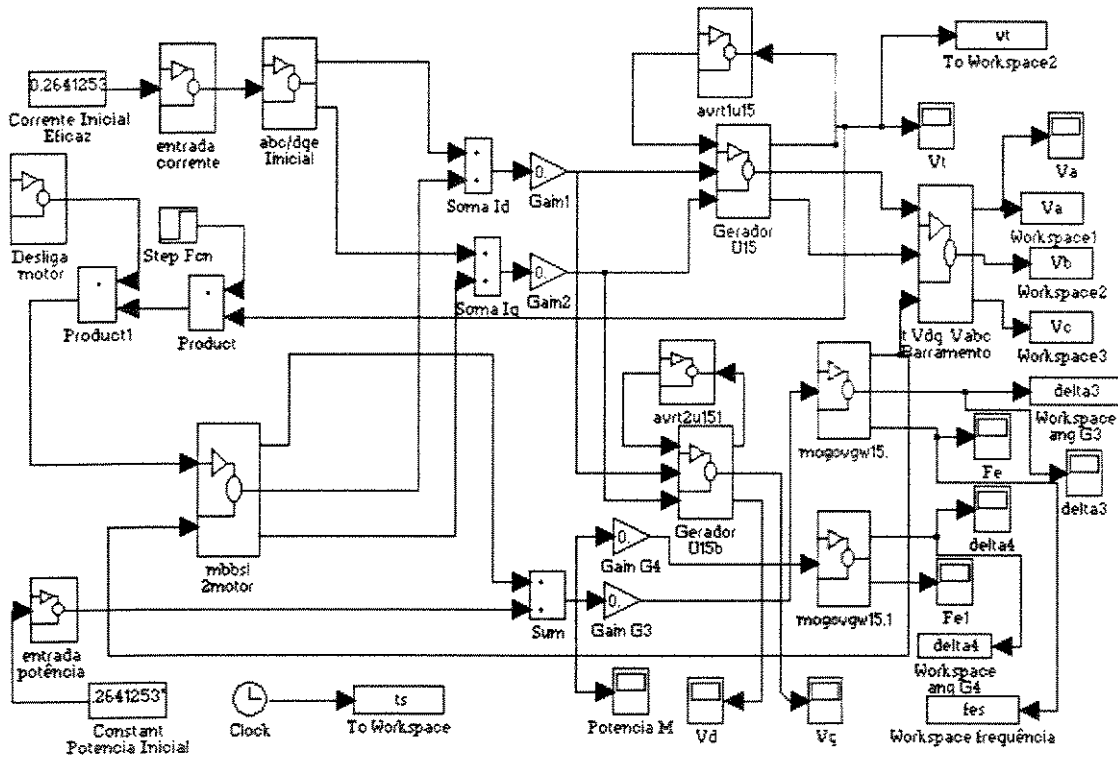 0.2641253
Corrente Inicial
Eficaz
entrada
corrente
abc/dqe
Inicial
Desliga
motor
Step Fcn
Product1
Product
Soma Id
0.
Gain1
Soma Iq
0.
Gain2
avrt1u15
Gerador
U15
vt
To Workspace2
Vt
Va
Va
Workspace1
Vb
Workspace2
Vc
Workspace3
t Vdq Vabc
Barramento
avrt2u151
Gerador
U15b
mogovgw15.
delta3
Workspace
ang G3
Fe
delta3
mogovgw15.1
delta4
Fe1
delta4
Workspace
ang G4
fes
Workspace frequência
mbbsi
2motor
Sum
0.
Gain G4
0.
Gain G3
entrada
potência
.2641253*
Constant
Potencia Inicial
Clock
ts
To Workspace
Potencia M
Vd
Vq